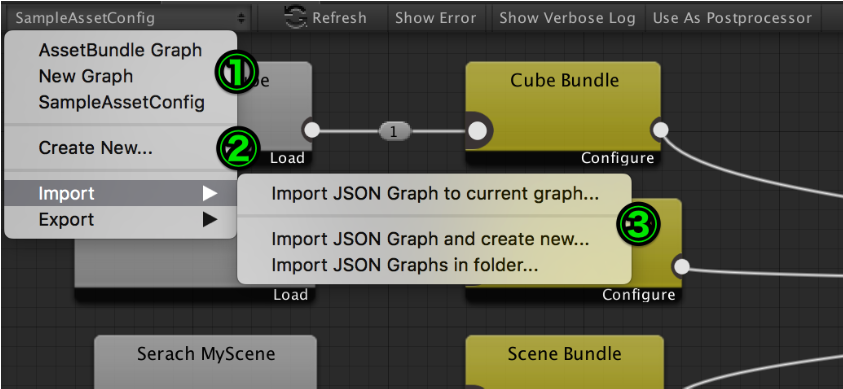 SampleAssetConfig Refresh Show Error Show Verbose Log Use As Postprocessor
AssetBundle Graph
New Graph
SampleAssetConfig
1
Create New...
2
Import
Export
Load
1
Cube Bundle
Configure
Import JSON Graph to current graph...
Import JSON Graph and create new...
Import JSON Graphs in folder...
3
Load
Configure
Serach MyScene
Scene Bundle